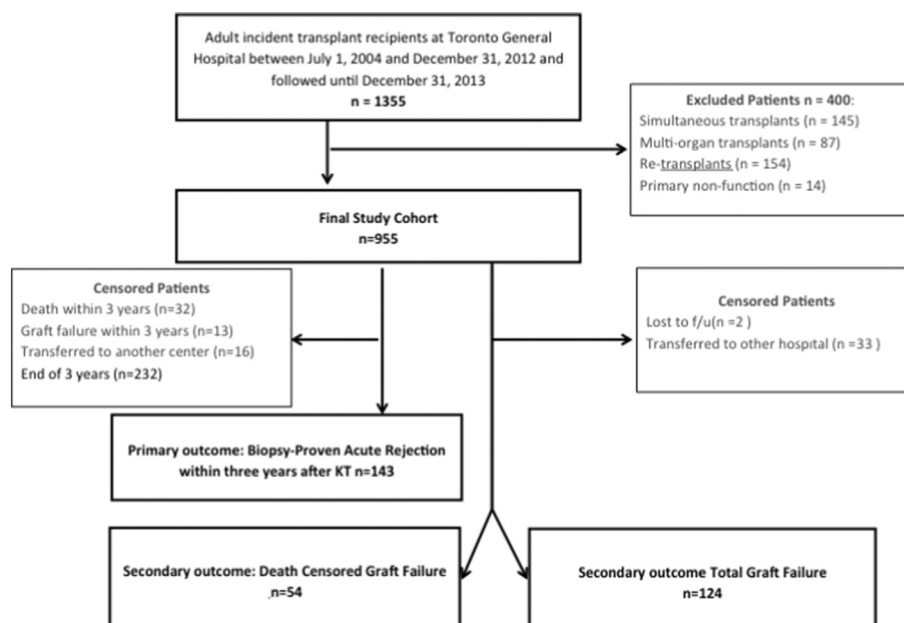 Adult incident transplant recipients at Toronto General
Hospital between July 1, 2004 and December 31, 2012 and
followed until December 31, 2013
n = 1355
Excluded Patients n = 400:
Simultaneous transplants (n = 145)
Multi-organ transplants (n = 87)
Re-transplants (n = 154)
Primary non-function (n = 14)
Final Study Cohort
n=955
Censored Patients
Death within 3 years (n=32)
Graft failure within 3 years (n=13)
Transferred to another center (n=16)
End of 3 years (n=232)
Censored Patients
Lost to f/u(n =2 )
Transferred to other hospital (n =33 )
Primary outcome: Biopsy-Proven Acute Rejection
within three years after KT n=143
Secondary outcome: Death Censored Graft Failure
.n=54
Secondary outcome Total Graft Failure
n=124